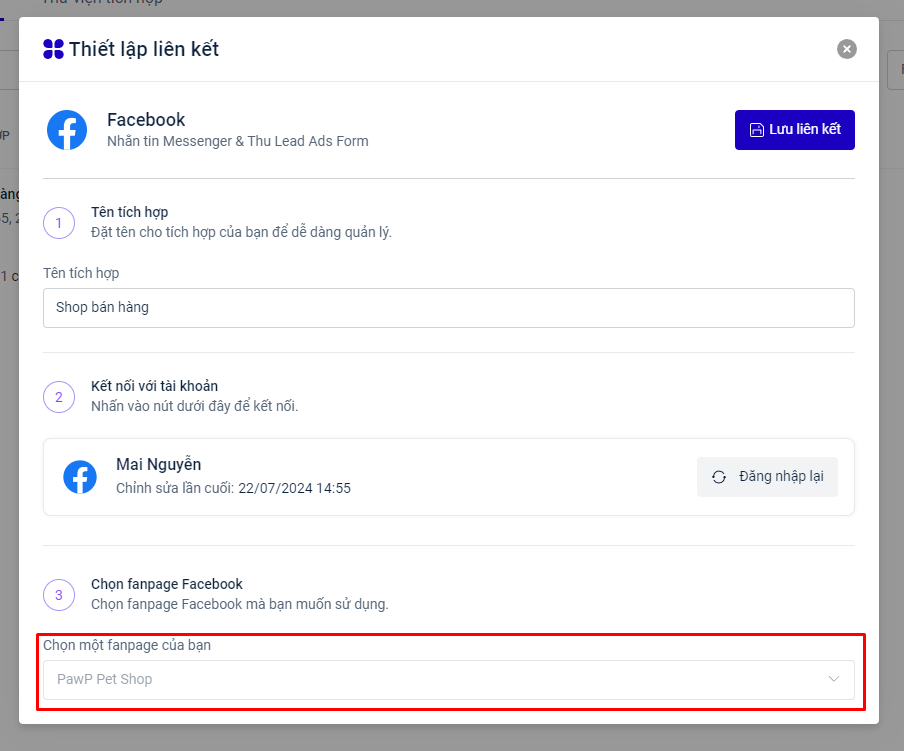 Thư viện tích hợp
Thiết lập liên kết
Facebook
Nhắn tin Messenger & Thu Lead Ads Form
Lưu liên kết
1
Tên tích hợp
Đặt tên cho tích hợp của bạn để dễ dàng quản lý.
Tên tích hợp
Shop bán hàng
2
Kết nối với tài khoản
Nhấn vào nút dưới đây để kết nối.
Mai Nguyễn
Chỉnh sửa lần cuối: 22/07/2024 14:55
Đăng nhập lại
3
Chọn fanpage Facebook
Chọn fanpage Facebook mà bạn muốn sử dụng.
Chọn một fanpage của bạn
PawP Pet Shop